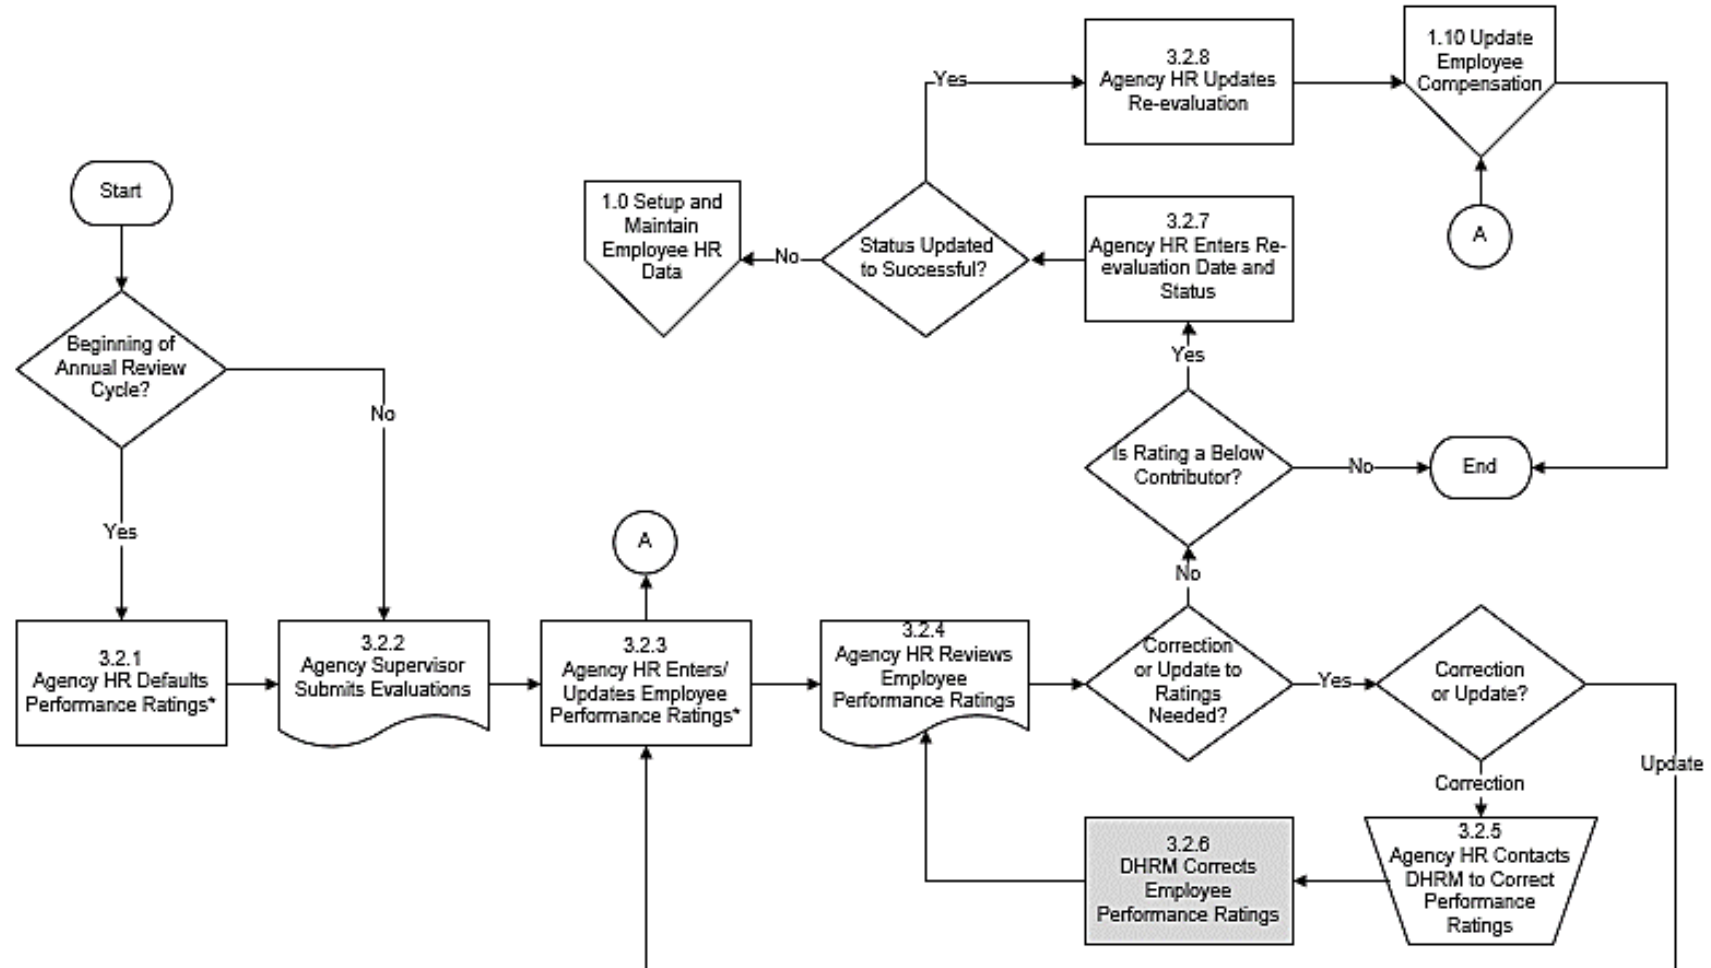 Start
Beginning of
Annual Review
Cycle?
No
Yes
3.2.1
Agency HR Defaults
Performance Ratings*
3.2.2
Agency Supervisor
Submits Evaluations
A
3.2.3
Agency HR Enters/
Updates Employee
Performance Ratings*
3.2.4
Agency HR Reviews
Employee
Performance Ratings
Correction
or Update to
Ratings
Needed?
Yes
Correction
or Update?
Update
Correction
3.2.5
Agency HR Contacts
DHRM to Correct
Performance
Ratings
3.2.6
DHRM Corrects
Employee
Performance Ratings
No
Is Rating a Below
Contributor?
No
End
Yes
3.2.7
Agency HR Enters Re-
evaluation Date and
Status
Status Updated
to Successful?
No
1.0 Setup and
Maintain
Employee HR
Data
Yes
3.2.8
Agency HR Updates
Re-evaluation
1.10 Update
Employee
Compensation
A